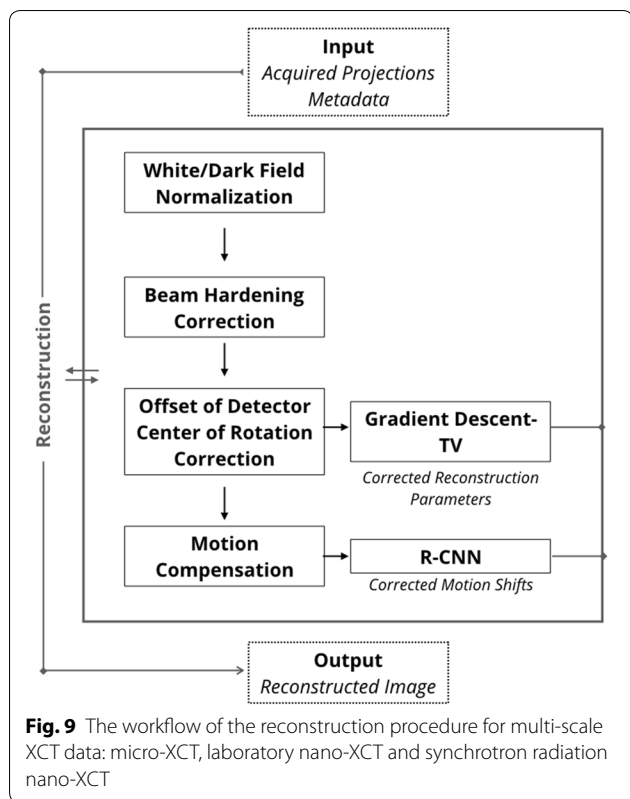 Input
Acquired Projections
Metadata
Reconstruction
White/Dark Field
Normalization
Beam Hardening
Correction
Offset of Detector
Center of Rotation
Correction
Gradient Descent-
TV
Corrected Reconstruction
Parameters
Motion
Compensation
R-CNN
Corrected Motion Shifts
Output
Reconstructed Image
Fig. 9 The workflow of the reconstruction procedure for multi-scale
XCT data: micro-XCT, laboratory nano-XCT and synchrotron radiation
nano-XCT